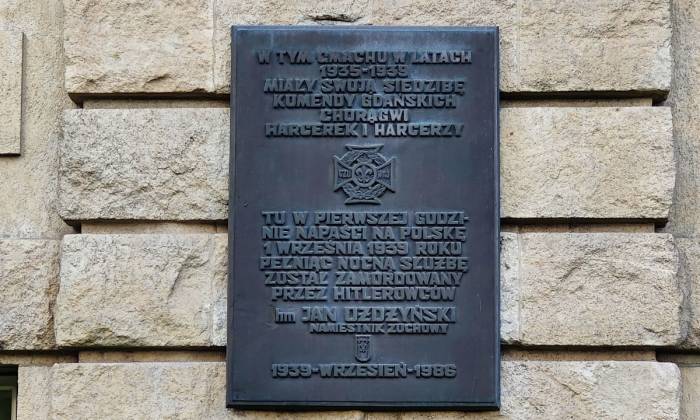 W TYM GMACHU W LATACH
1935-1939
MIAŁY SWOJĄ SIEDZIBĘ
KOMENDY GDAŃSKICH
CHORĄGWI
HARCEREK I HARCERZY
TU W PIERWSZEJ GODZI-
NIE NAPAŚCI NA POLSKĘ
1 WRZEŚNIA 1939 ROKU
PEŁNIĄC NOCNĄ SŁUŻBĘ
ZOSTAŁ ZAMORDOWANY
PRZEZ HITLEROWCÓW
hm JAN OŻDŻYŃSKI
NAMIESTNIK ZUCHOWY
1939-WRZESIEŃ-1986